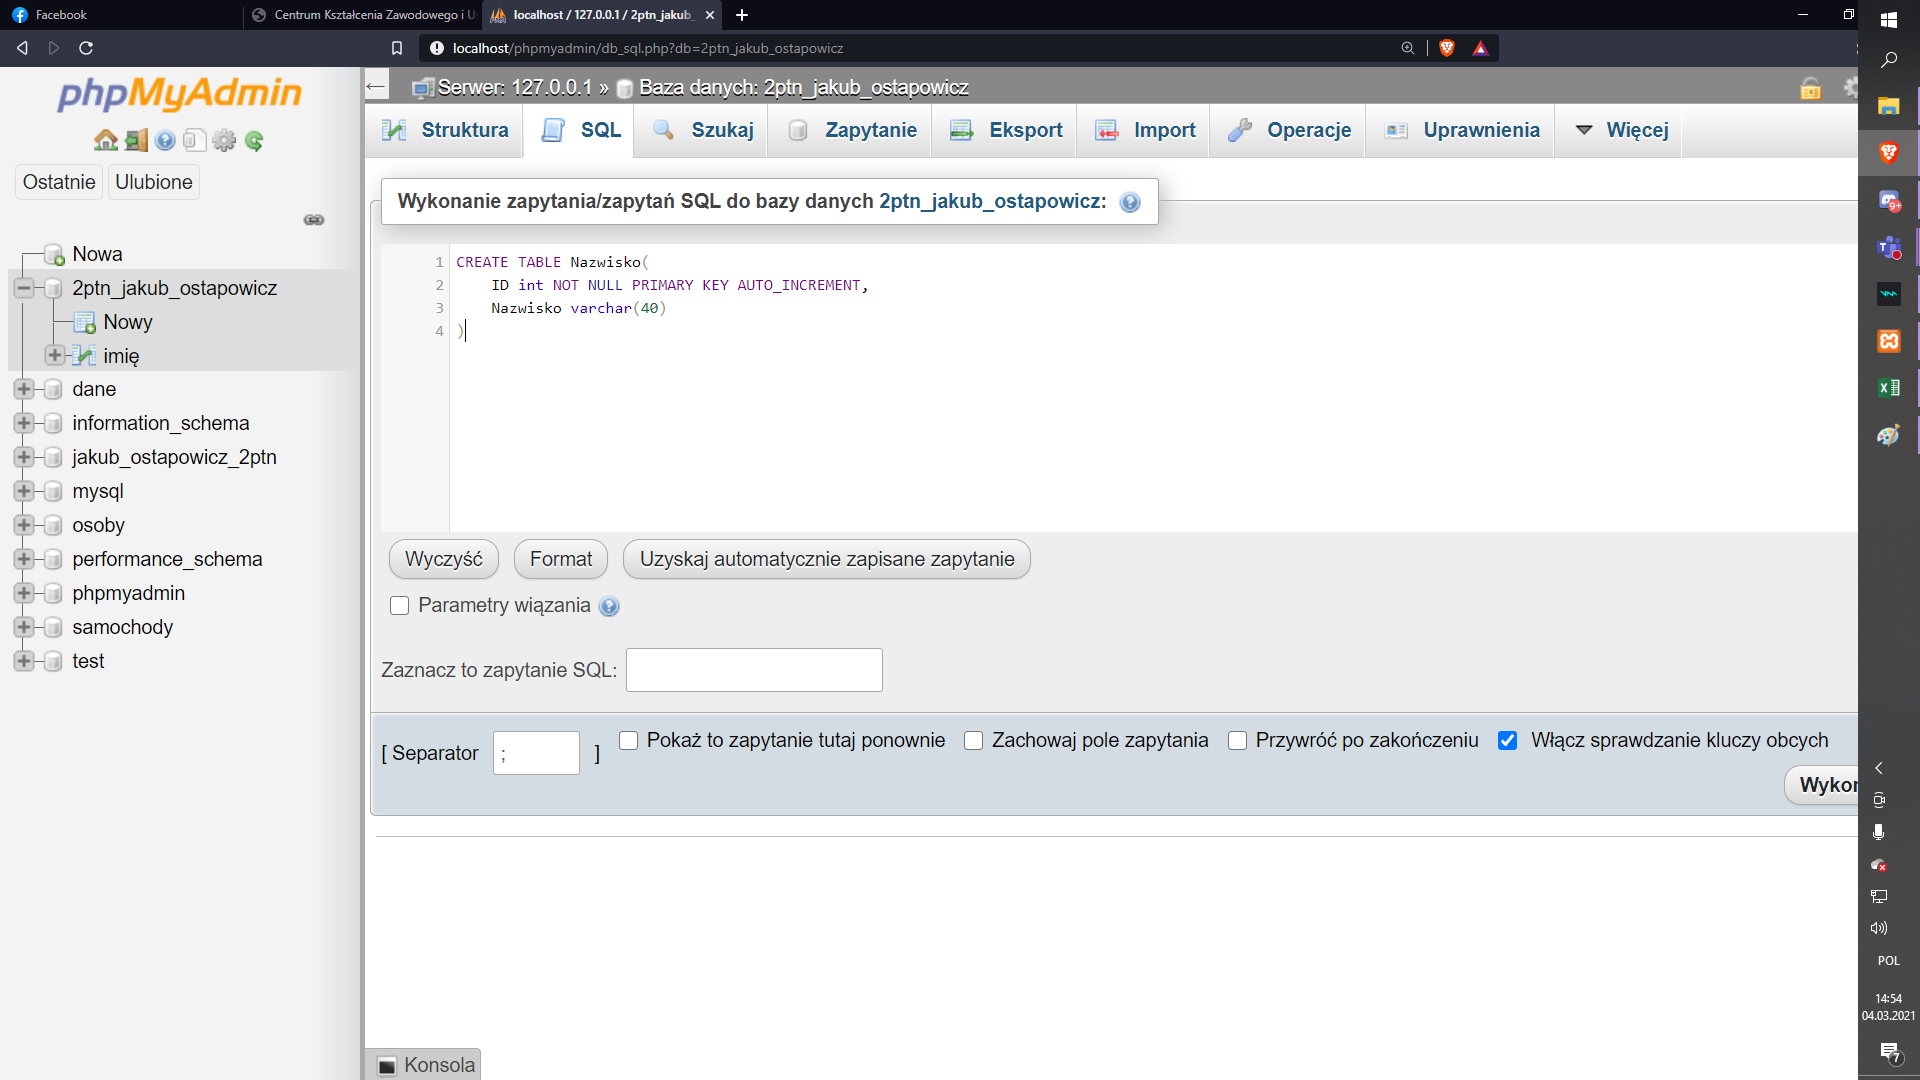 Facebook
Centrum Kształcenia Zawodowego i U
localhost / 127.0.0.1 / 2ptn_jakub_
localhost/phpmyadmin/db_sql.php?db=2ptn_jakub_ostapowicz
phpMyAdmin
Ostatnie
Ulubione
Nowa
2ptn_jakub_ostapowicz
Nowy
imię
dane
information_schema
jakub_ostapowicz_2ptn
mysql
osoby
performance_schema
phpmyadmin
samochody
test
Serwer: 127.0.0.1 » Baza danych: 2ptn_jakub_ostapowicz
Struktura
SQL
Szukaj
Zapytanie
Eksport
Import
Operacje
Uprawnienia
Więcej
Wykonanie zapytania/zapytań SQL do bazy danych 2ptn_jakub_ostapowicz:
1 CREATE TABLE Nazwisko(
2 ID int NOT NULL PRIMARY KEY AUTO_INCREMENT,
3 Nazwisko varchar(40)
4 )
Wyczyść
Format
Uzyskaj automatycznie zapisane zapytanie
Parametry wiązania
Zaznacz to zapytanie SQL:
[ Separator ; ]
Pokaż to zapytanie tutaj ponownie
Zachowaj pole zapytania
Przywróć po zakończeniu
Włącz sprawdzanie kluczy obcych
Wykon
Konsola
9+
POL
14:54
04.03.2021
7